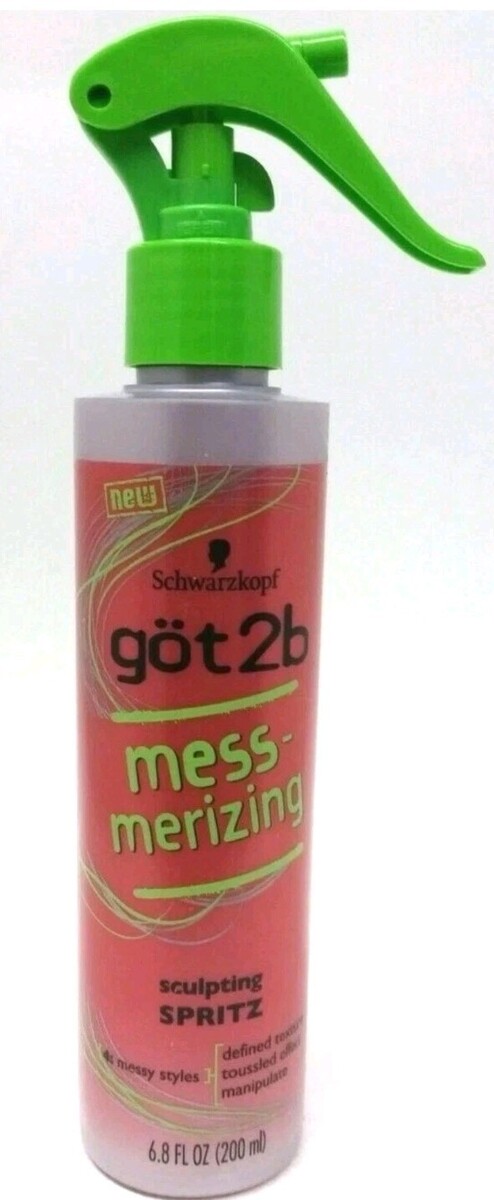 new
Schwarzkopf
göt2b
mess-
merizing
sculpting
SPRITZ
messy styles
defined
toussled
manipulate
6.8 FL OZ (200 ml)